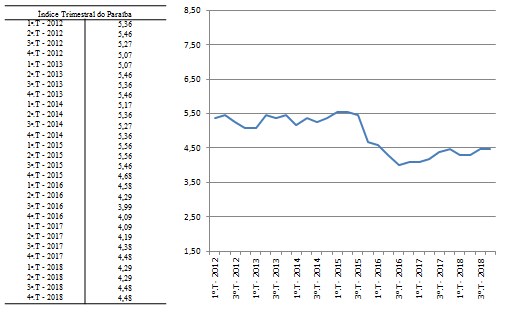 Índice Trimestral do Paraíba
1º.T - 2012 5,36
2º.T - 2012 5,46
3º.T - 2012 5,27
4º.T - 2012 5,07
1º.T - 2013 5,07
2º.T - 2013 5,46
3º.T - 2013 5,36
4º.T - 2013 5,46
1º.T - 2014 5,17
2º.T - 2014 5,36
3º.T - 2014 5,27
4º.T - 2014 5,36
1º.T - 2015 5,56
2º.T - 2015 5,56
3º.T - 2015 5,46
4º.T - 2015 4,68
1º.T - 2016 4,58
2º.T - 2016 4,29
3º.T - 2016 3,99
4º.T - 2016 4,09
1º.T - 2017 4,09
2º.T - 2017 4,19
3º.T - 2017 4,38
4º.T - 2017 4,48
1º.T - 2018 4,29
2º.T - 2018 4,29
3º.T - 2018 4,48
4º.T - 2018 4,48
8,50
7,50
6,50
5,50
4,50
3,50
2,50
1,50
1º.T- 2012
3º.T- 2012
1º.T- 2013
3º.T- 2013
1º.T- 2014
3º.T- 2014
1º.T- 2015
3º.T- 2015
1º.T- 2016
3º.T- 2016
1º.T- 2017
3º.T- 2017
1º.T- 2018
3º.T- 2018